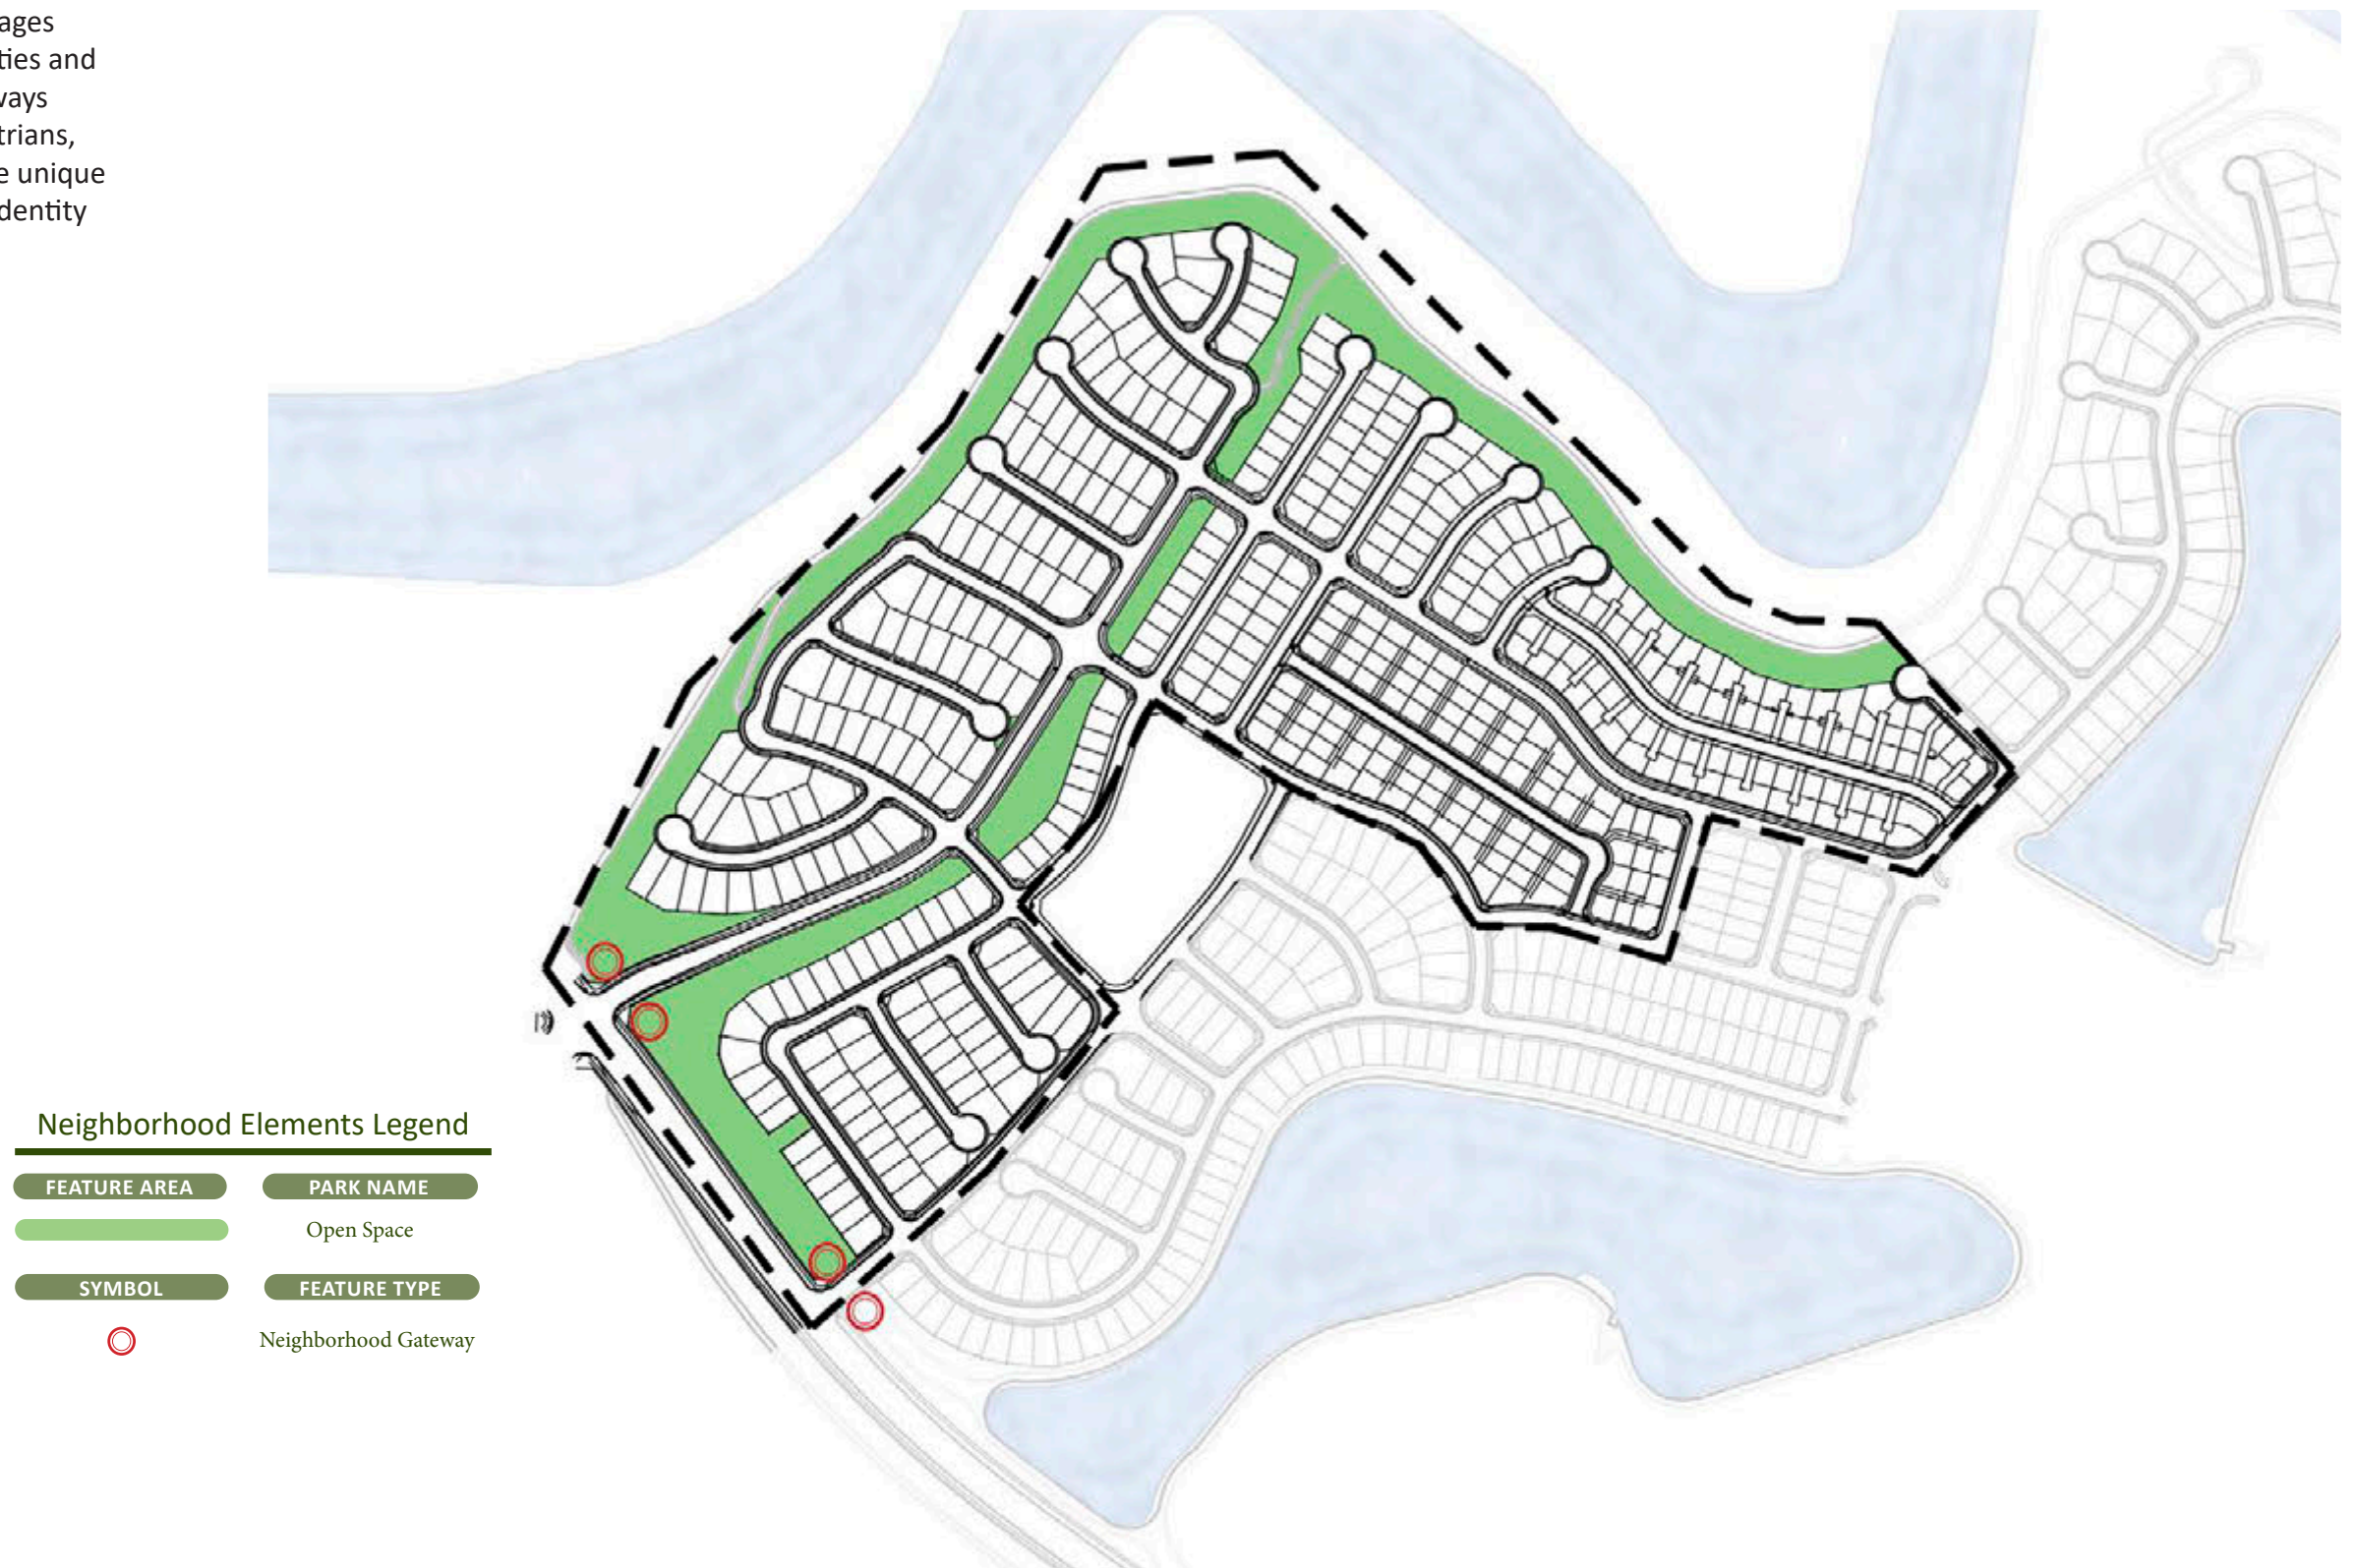 ages
ties and
ways
trians,
e unique
dentity
Neighborhood Elements Legend
FEATURE AREA
PARK NAME
Open Space
SYMBOL
FEATURE TYPE
Neighborhood Gateway